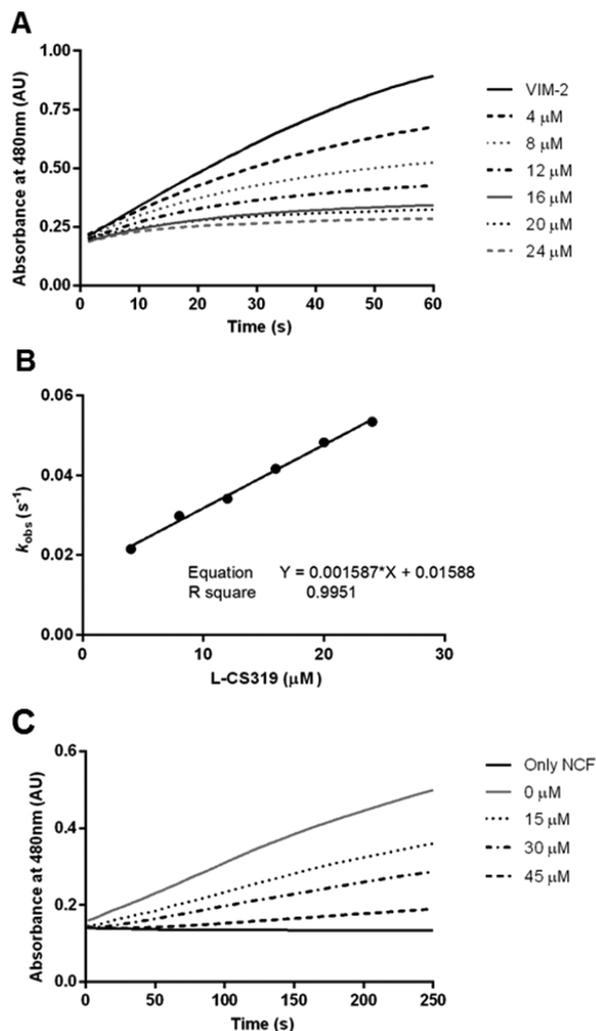 A
1.00
0.75
0.50
0.25
0.00
Absorbance at 480nm (AU)
0 10 20 30 40 50 60
Time (s)
VIM-2
4 μM
8 μM
12 μM
16 μM
20 μM
24 μM
B
0.06
0.04
0.02
0.00
kobs (s-1)
Equation Y = 0.001587*X + 0.01588
R square 0.9951
0 10 20 30
L-CS319 (μM)
C
0.6
0.4
0.2
0.0
Absorbance at 480nm (AU)
0 50 100 150 200 250
Time (s)
Only NCF
0 μM
15 μM
30 μM
45 μM